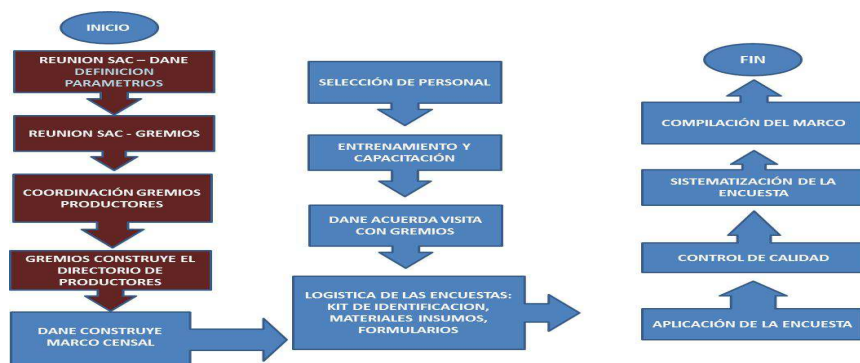 INICIO
REUNION SAC – DANE
DEFINICION
PARAMETRIOS
REUNION SAC - GREMIOS
COORDINACIÓN GREMIOS
PRODUCTORES
GREMIOS CONSTRUYE EL
DIRECTORIO DE
PRODUCTORES
DANE CONSTRUYE
MARCO CENSAL
SELECCIÓN DE PERSONAL
ENTRENAMIENTO Y
CAPACITACIÓN
DANE ACUERDA VISITA
CON GREMIOS
LOGISTICA DE LAS ENCUESTAS:
KIT DE IDENTIFICACION,
MATERIALES INSUMOS,
FORMULARIOS
FIN
COMPILACIÓN DEL MARCO
SISTEMATIZACIÓN DE LA
ENCUESTA
CONTROL DE CALIDAD
APLICACIÓN DE LA ENCUESTA